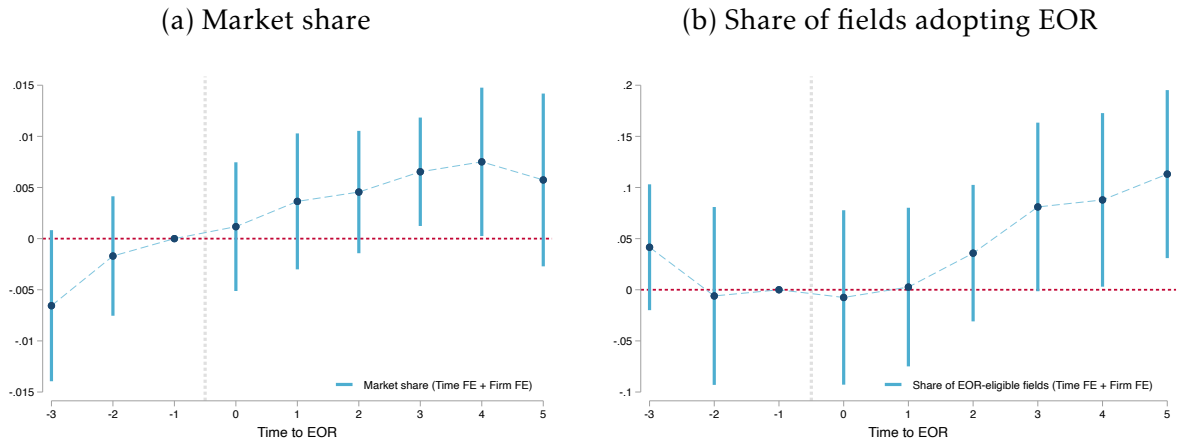 (a) Market share
.015
.01
.005
0
-.005
-.01
-.015
Market share (Time FE + Firm FE)
-3 -2 -1 0 1 2 3 4 5
Time to EOR
(b) Share of fields adopting EOR
.2
.15
.1
.05
0
-.05
-.1
Share of EOR-eligible fields (Time FE + Firm FE)
-3 -2 -1 0 1 2 3 4 5
Time to EOR